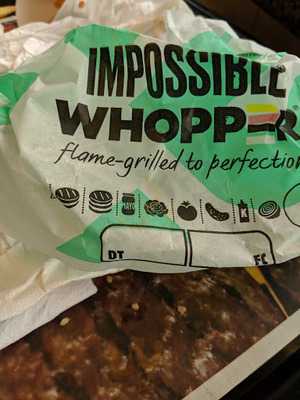 IMPOSSIBLE
WHOPPER
flame-grilled to perfection
MAYO
DT
FC